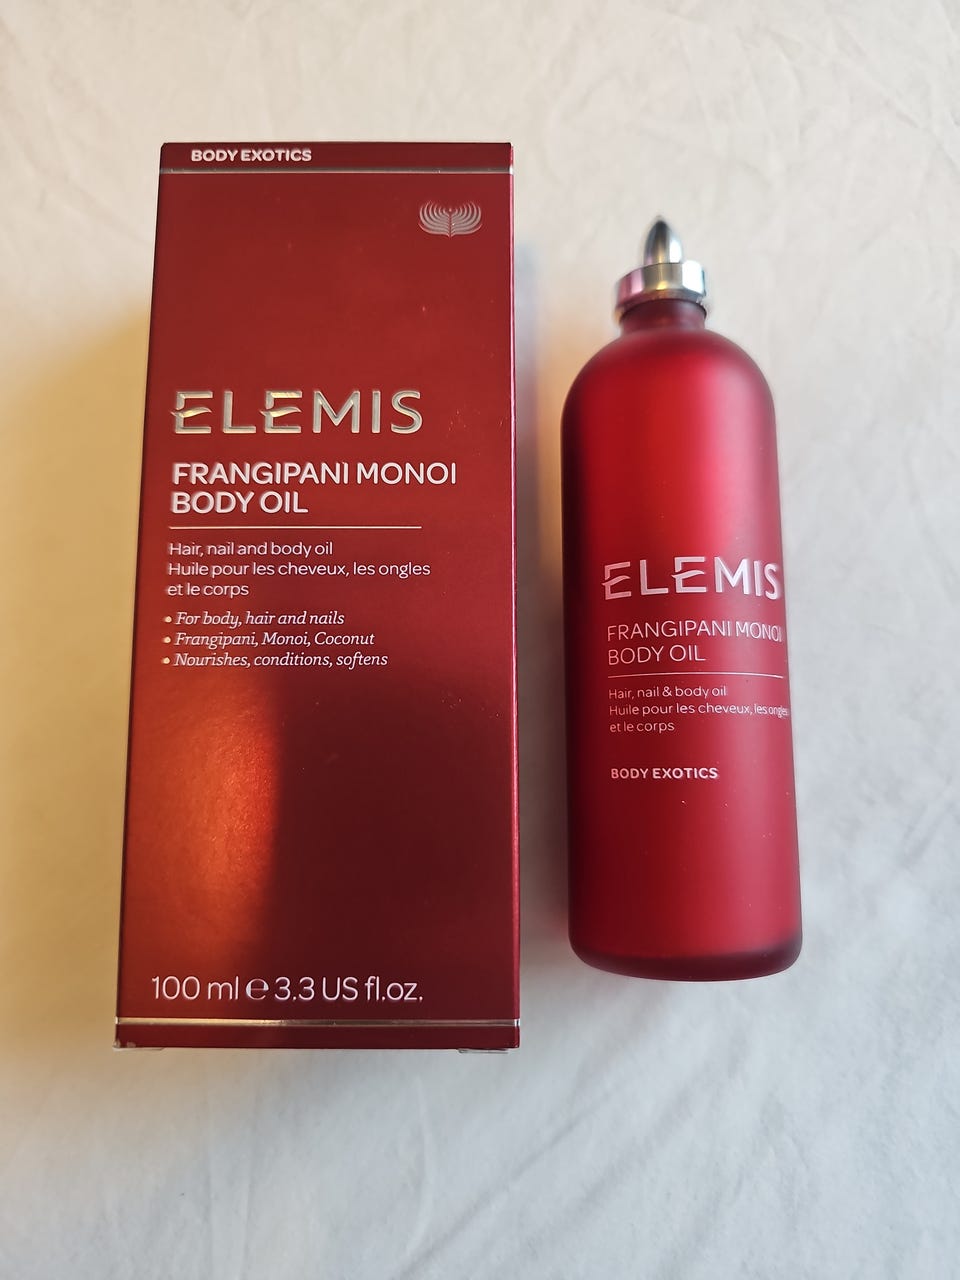 BODY EXOTICS
ELEMIS
FRANGIPANI MONOI
BODY OIL
Hair, nail and body oil
Huile pour les cheveux, les ongles
et le corps
• For body, hair and nails
• Frangipani, Monoi, Coconut
• Nourishes, conditions, softens
100 ml ℮ 3.3 US fl.oz.
ELEMIS
FRANGIPANI MONOI
BODY OIL
Hair, nail & body oil
Huile pour les cheveux, les ongles
et le corps
BODY EXOTICS